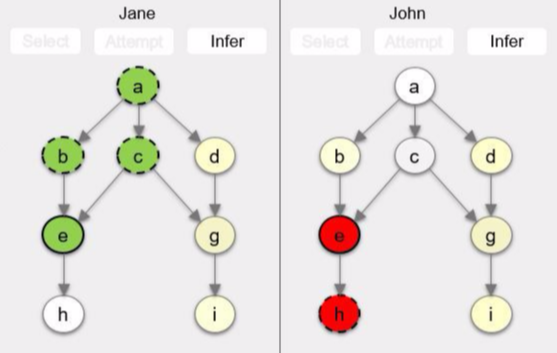 Jane
Select Attempt Infer
a
b c d
e g
h i
John
Select Attempt Infer
a
b c d
e g
h i